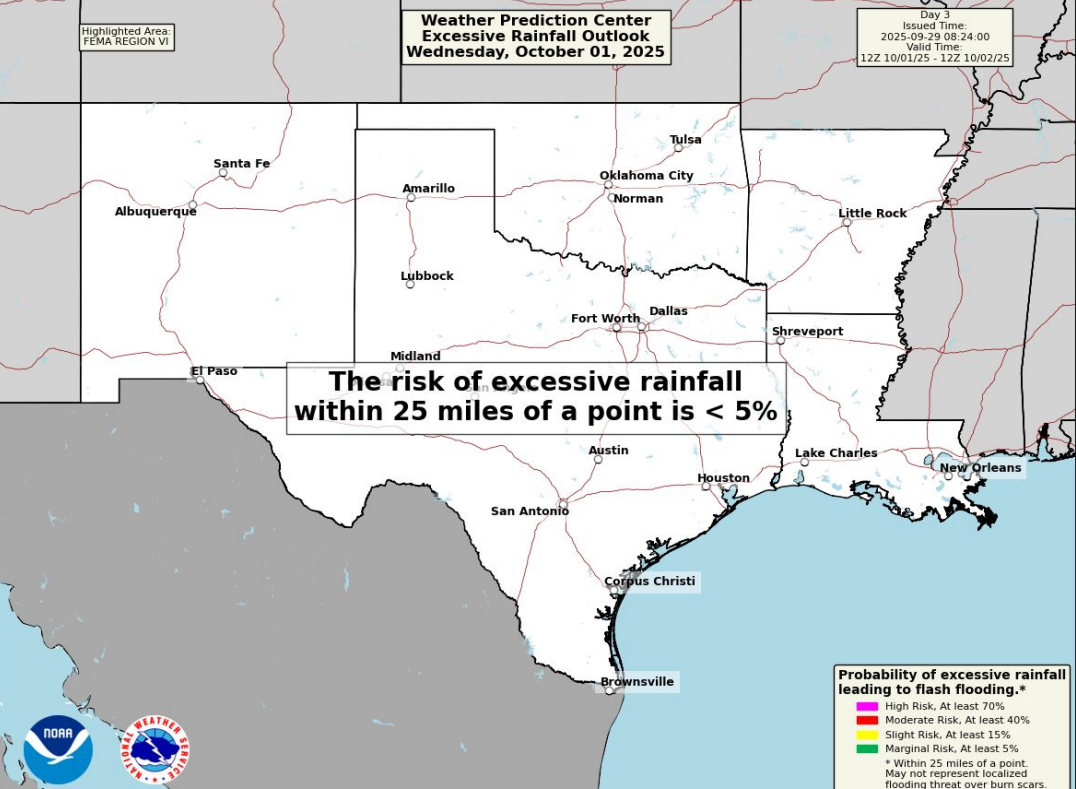 Highlighted Area:
FEMA REGION VI
Weather Prediction Center
Excessive Rainfall Outlook
Wednesday, October 01, 2025
Day 3
Issued Time:
2025-09-29 08:24:00
Valid Time:
12Z 10/01/25 - 12Z 10/02/25
Tulsa
Santa Fe
Oklahoma City
Amarillo
Norman
Albuquerque
Little Rock
Lubbock
Dallas
Fort Worth
Shreveport
Midland
El Paso
The risk of excessive rainfall
within 25 miles of a point is < 5%
Austin
Lake Charles
New Orleans
Houston
San Antonio
Corpus Christi
Brownsville
Probability of excessive rainfall
leading to flash flooding.*
High Risk, At least 70%
Moderate Risk, At least 40%
Slight Risk, At least 15%
Marginal Risk, At least 5%
* Within 25 miles of a point.
May not represent localized
flooding threat over burn scars.
NOAA
NATIONAL WEATHER SERVICE